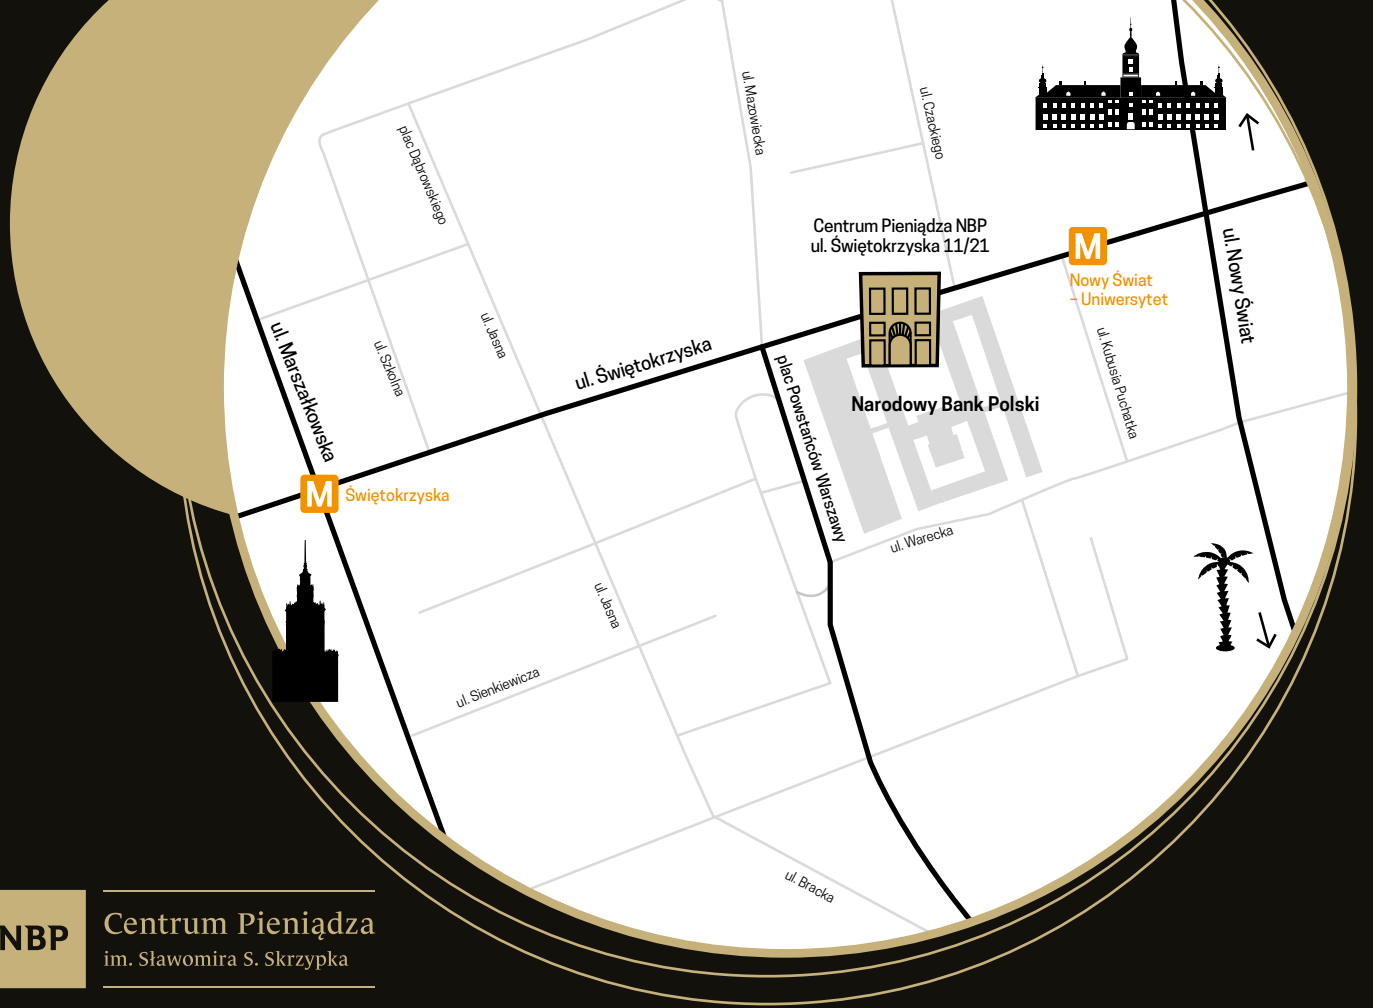 ul. Mazowiecka
ul. Czackiego
plac Dąbrowskiego
Centrum Pieniądza NBP
ul. Świętokrzyska 11/21
M
Nowy Świat
– Uniwersytet
ul. Nowy Świat
ul. Marszałkowska
ul. Szkolna
ul. Jasna
ul. Świętokrzyska
plac Powstańców Warszawy
Narodowy Bank Polski
ul. Kubusia Puchatka
M
Świętokrzyska
ul. Warecka
ul. Jasna
ul. Sienkiewicza
ul. Bracka
NBP
Centrum Pieniądza
im. Sławomira S. Skrzypka